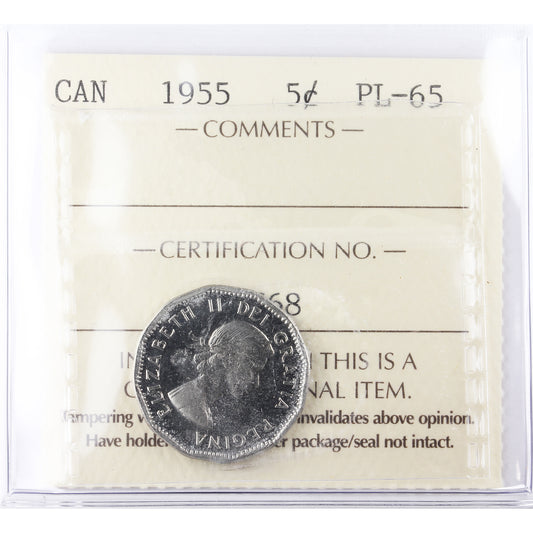 CAN 1955 5¢ PL-65
— COMMENTS —
— CERTIFICATION NO. —
68
THIS IS A
NAL ITEM.
invalidates above opinion.
Have holde package/seal not intact.
ELIZABETH II DEI GRATIA REGINA